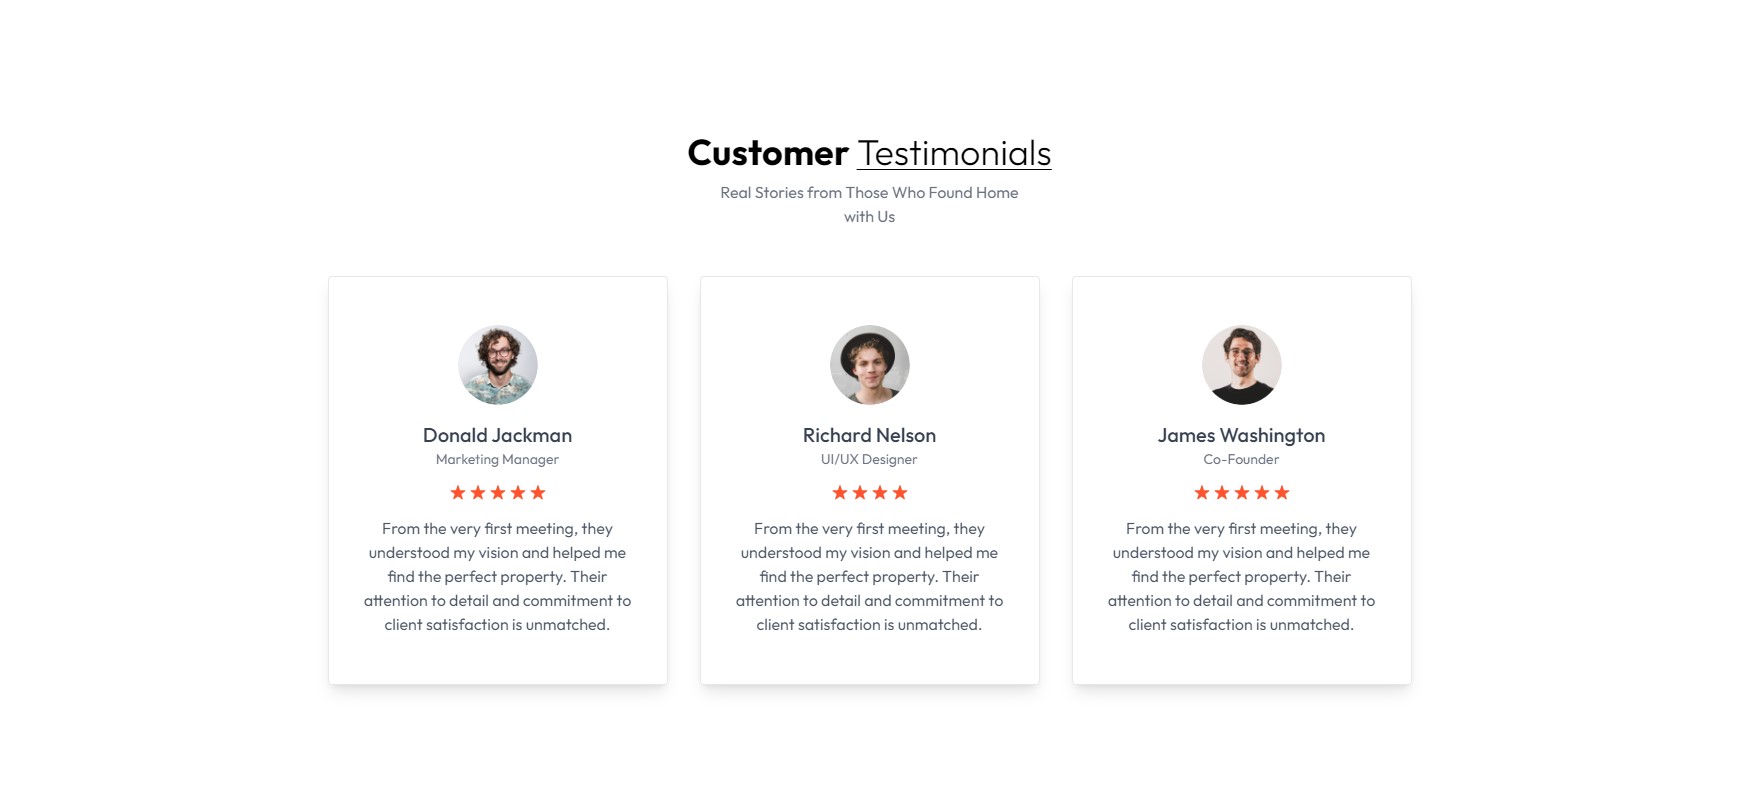 Customer Testimonials
Real Stories from Those Who Found Home
with Us
Donald Jackman
Marketing Manager
From the very first meeting, they
understood my vision and helped me
find the perfect property. Their
attention to detail and commitment to
client satisfaction is unmatched.
Richard Nelson
UI/UX Designer
From the very first meeting, they
understood my vision and helped me
find the perfect property. Their
attention to detail and commitment to
client satisfaction is unmatched.
James Washington
Co-Founder
From the very first meeting, they
understood my vision and helped me
find the perfect property. Their
attention to detail and commitment to
client satisfaction is unmatched.